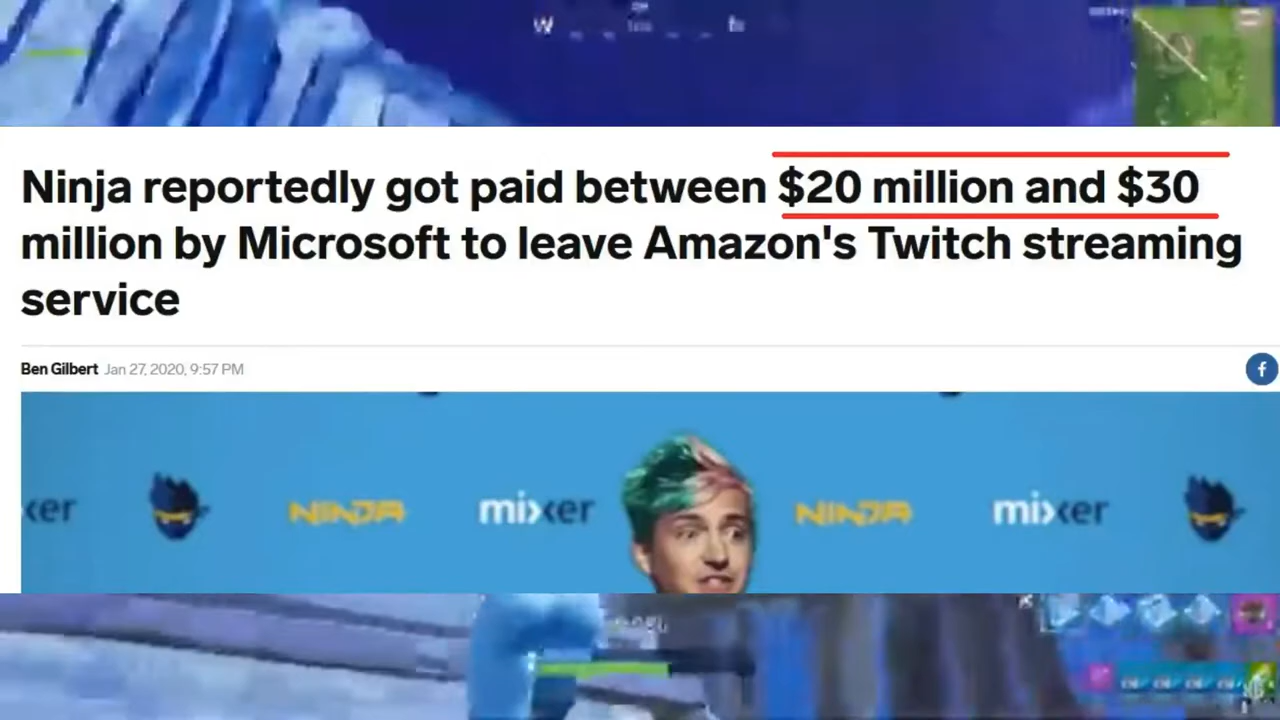 W
Ninja reportedly got paid between $20 million and $30
million by Microsoft to leave Amazon's Twitch streaming
service
Ben Gilbert Jan 27, 2020, 9:57 PM
f
xer NINJA mixer NINJA mixer